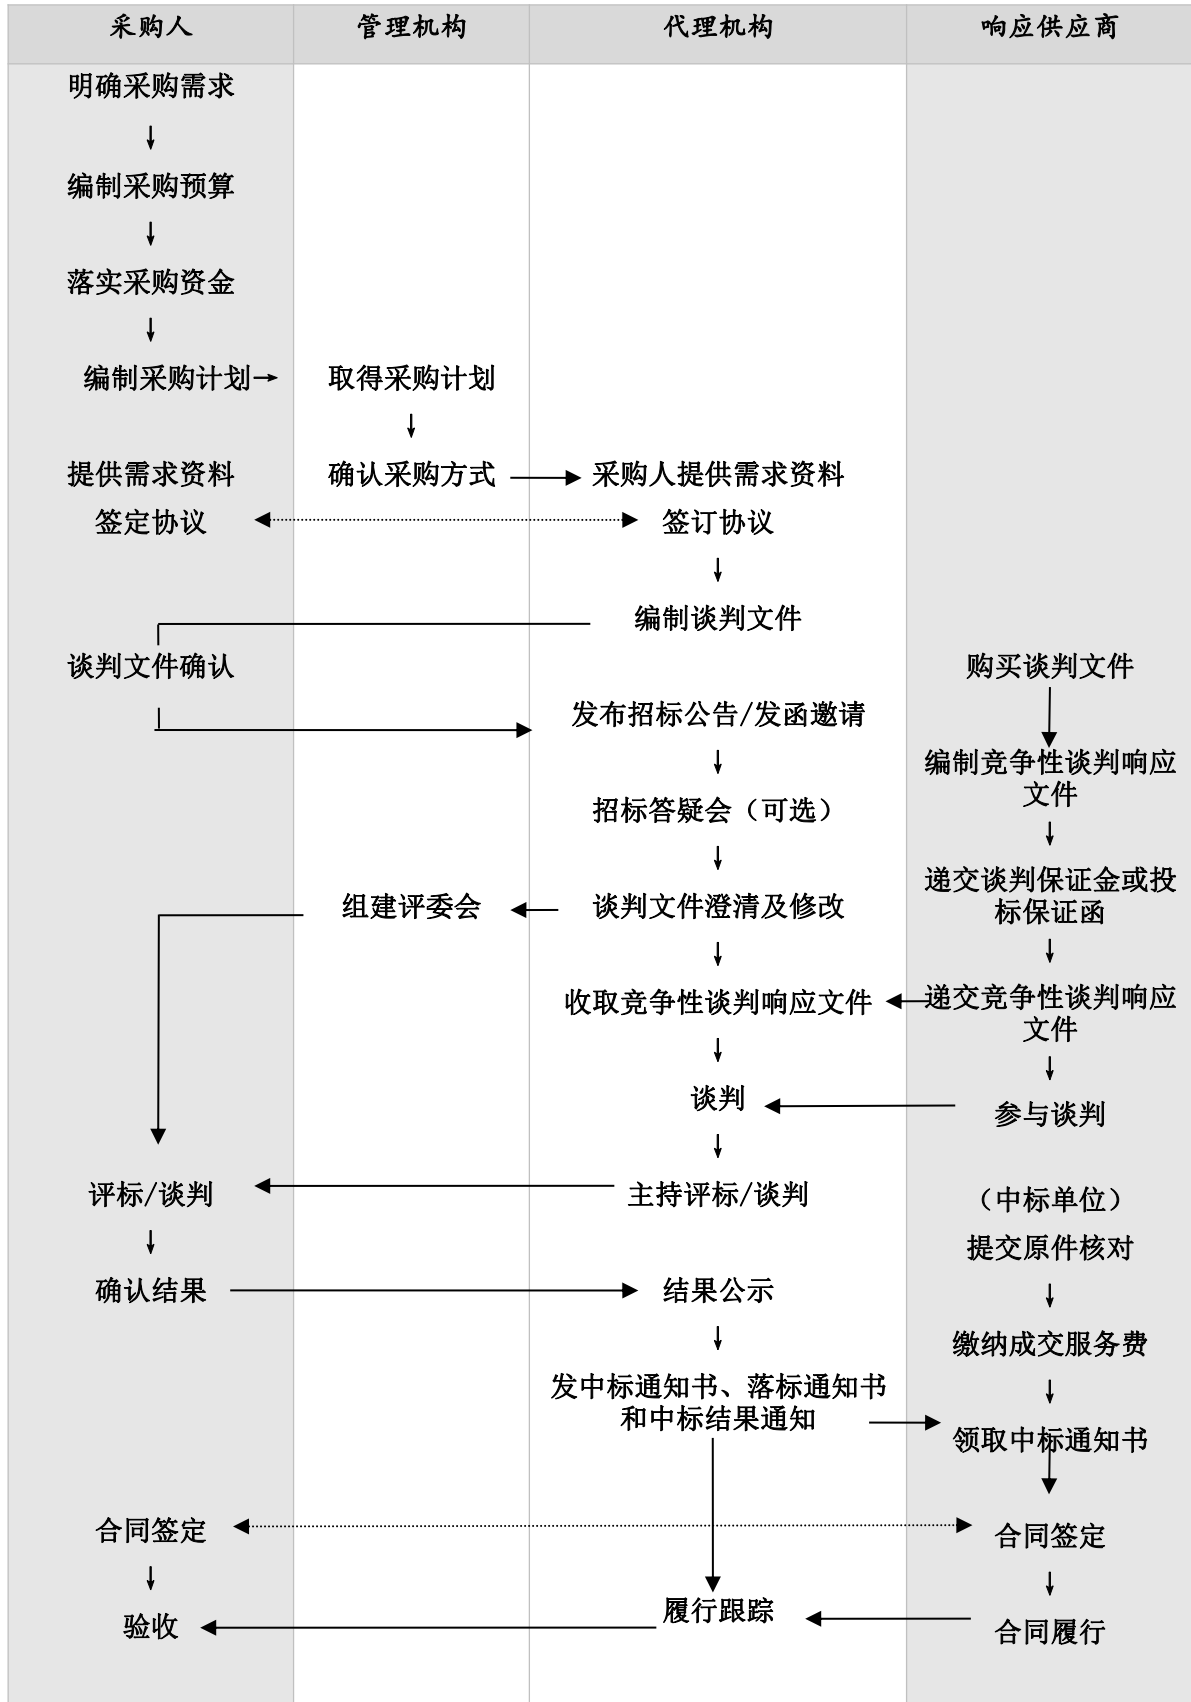 采购人
管理机构
代理机构
响应供应商
明确采购需求
编制采购预算
落实采购资金
编制采购计划
取得采购计划
提供需求资料
确认采购方式
采购人提供需求资料
签定协议
签订协议
编制谈判文件
谈判文件确认
购买谈判文件
发布招标公告/发函邀请
编制竞争性谈判响应
文件
招标答疑会（可选）
递交谈判保证金或投
标保证函
组建评委会
谈判文件澄清及修改
收取竞争性谈判响应文件
递交竞争性谈判响应
文件
谈判
参与谈判
评标/谈判
主持评标/谈判
（中标单位）
提交原件核对
确认结果
结果公示
缴纳成交服务费
发中标通知书、落标通知书
和中标结果通知
领取中标通知书
合同签定
合同签定
履行跟踪
验收
合同履行